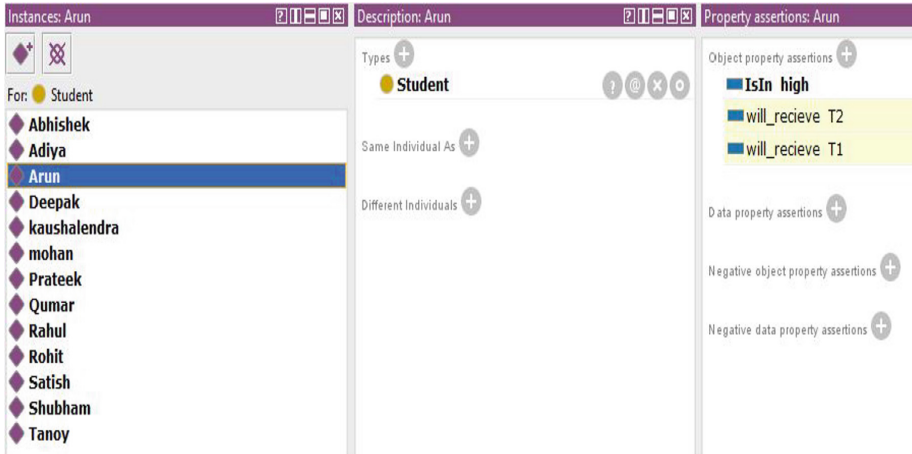 Instances: Arun
For: Student
Abhishek
Adiya
Arun
Deepak
kaushalendra
mohan
Prateek
Qumar
Rahul
Rohit
Satish
Shubham
Tanoy
Description: Arun
Types
Student
Same Individual As
Different Individuals
Property assertions: Arun
Object property assertions
IsIn high
will_recieve T2
will_recieve T1
Data property assertions
Negative object property assertions
Negative data property assertions